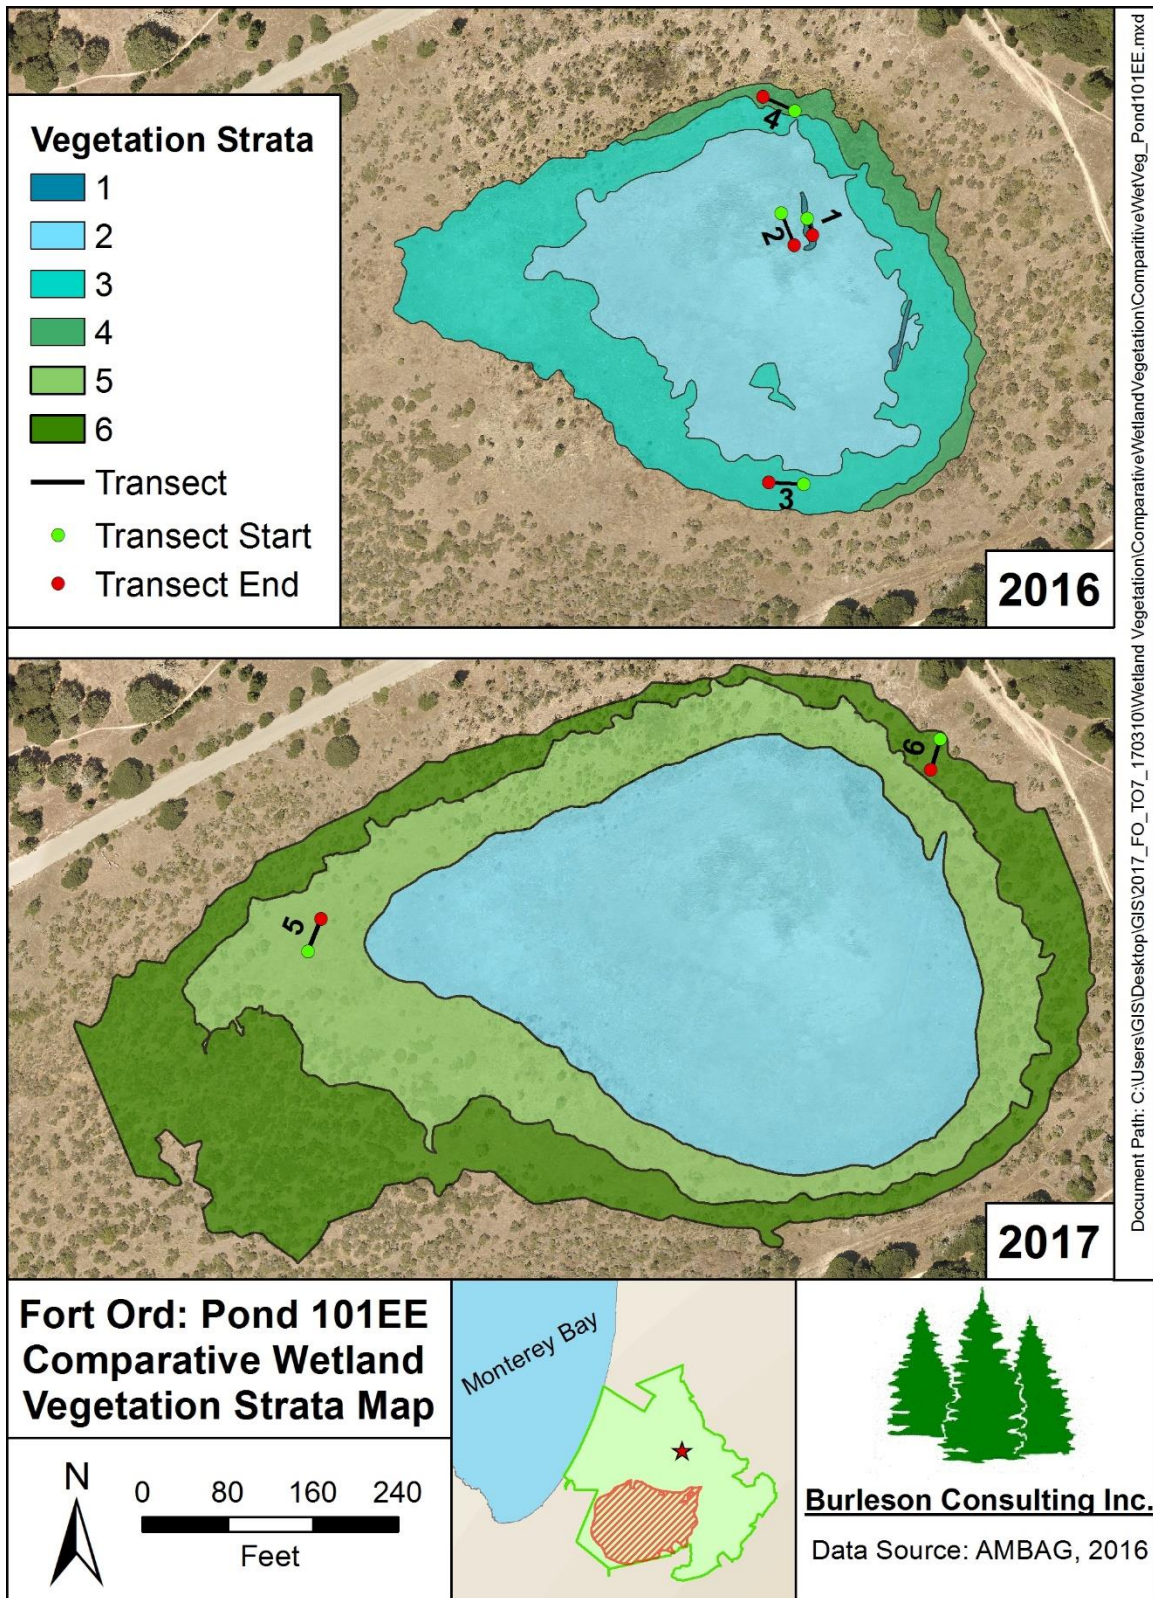 Vegetation Strata
1
2
3
4
5
6
Transect
Transect Start
Transect End
4
1
2
3
2016
5
6
2017
Document Path: C:\Users\GIS\Desktop\GIS\2017_FO_TO7_170310\Wetland Vegetation\ComparativeWetlandVegetation\ComparitiveWetVeg_Pond101EE.mxd
Fort Ord: Pond 101EE
Comparative Wetland
Vegetation Strata Map
N
0 80 160 240
Feet
Monterey Bay
Burleson Consulting Inc.
Data Source: AMBAG, 2016